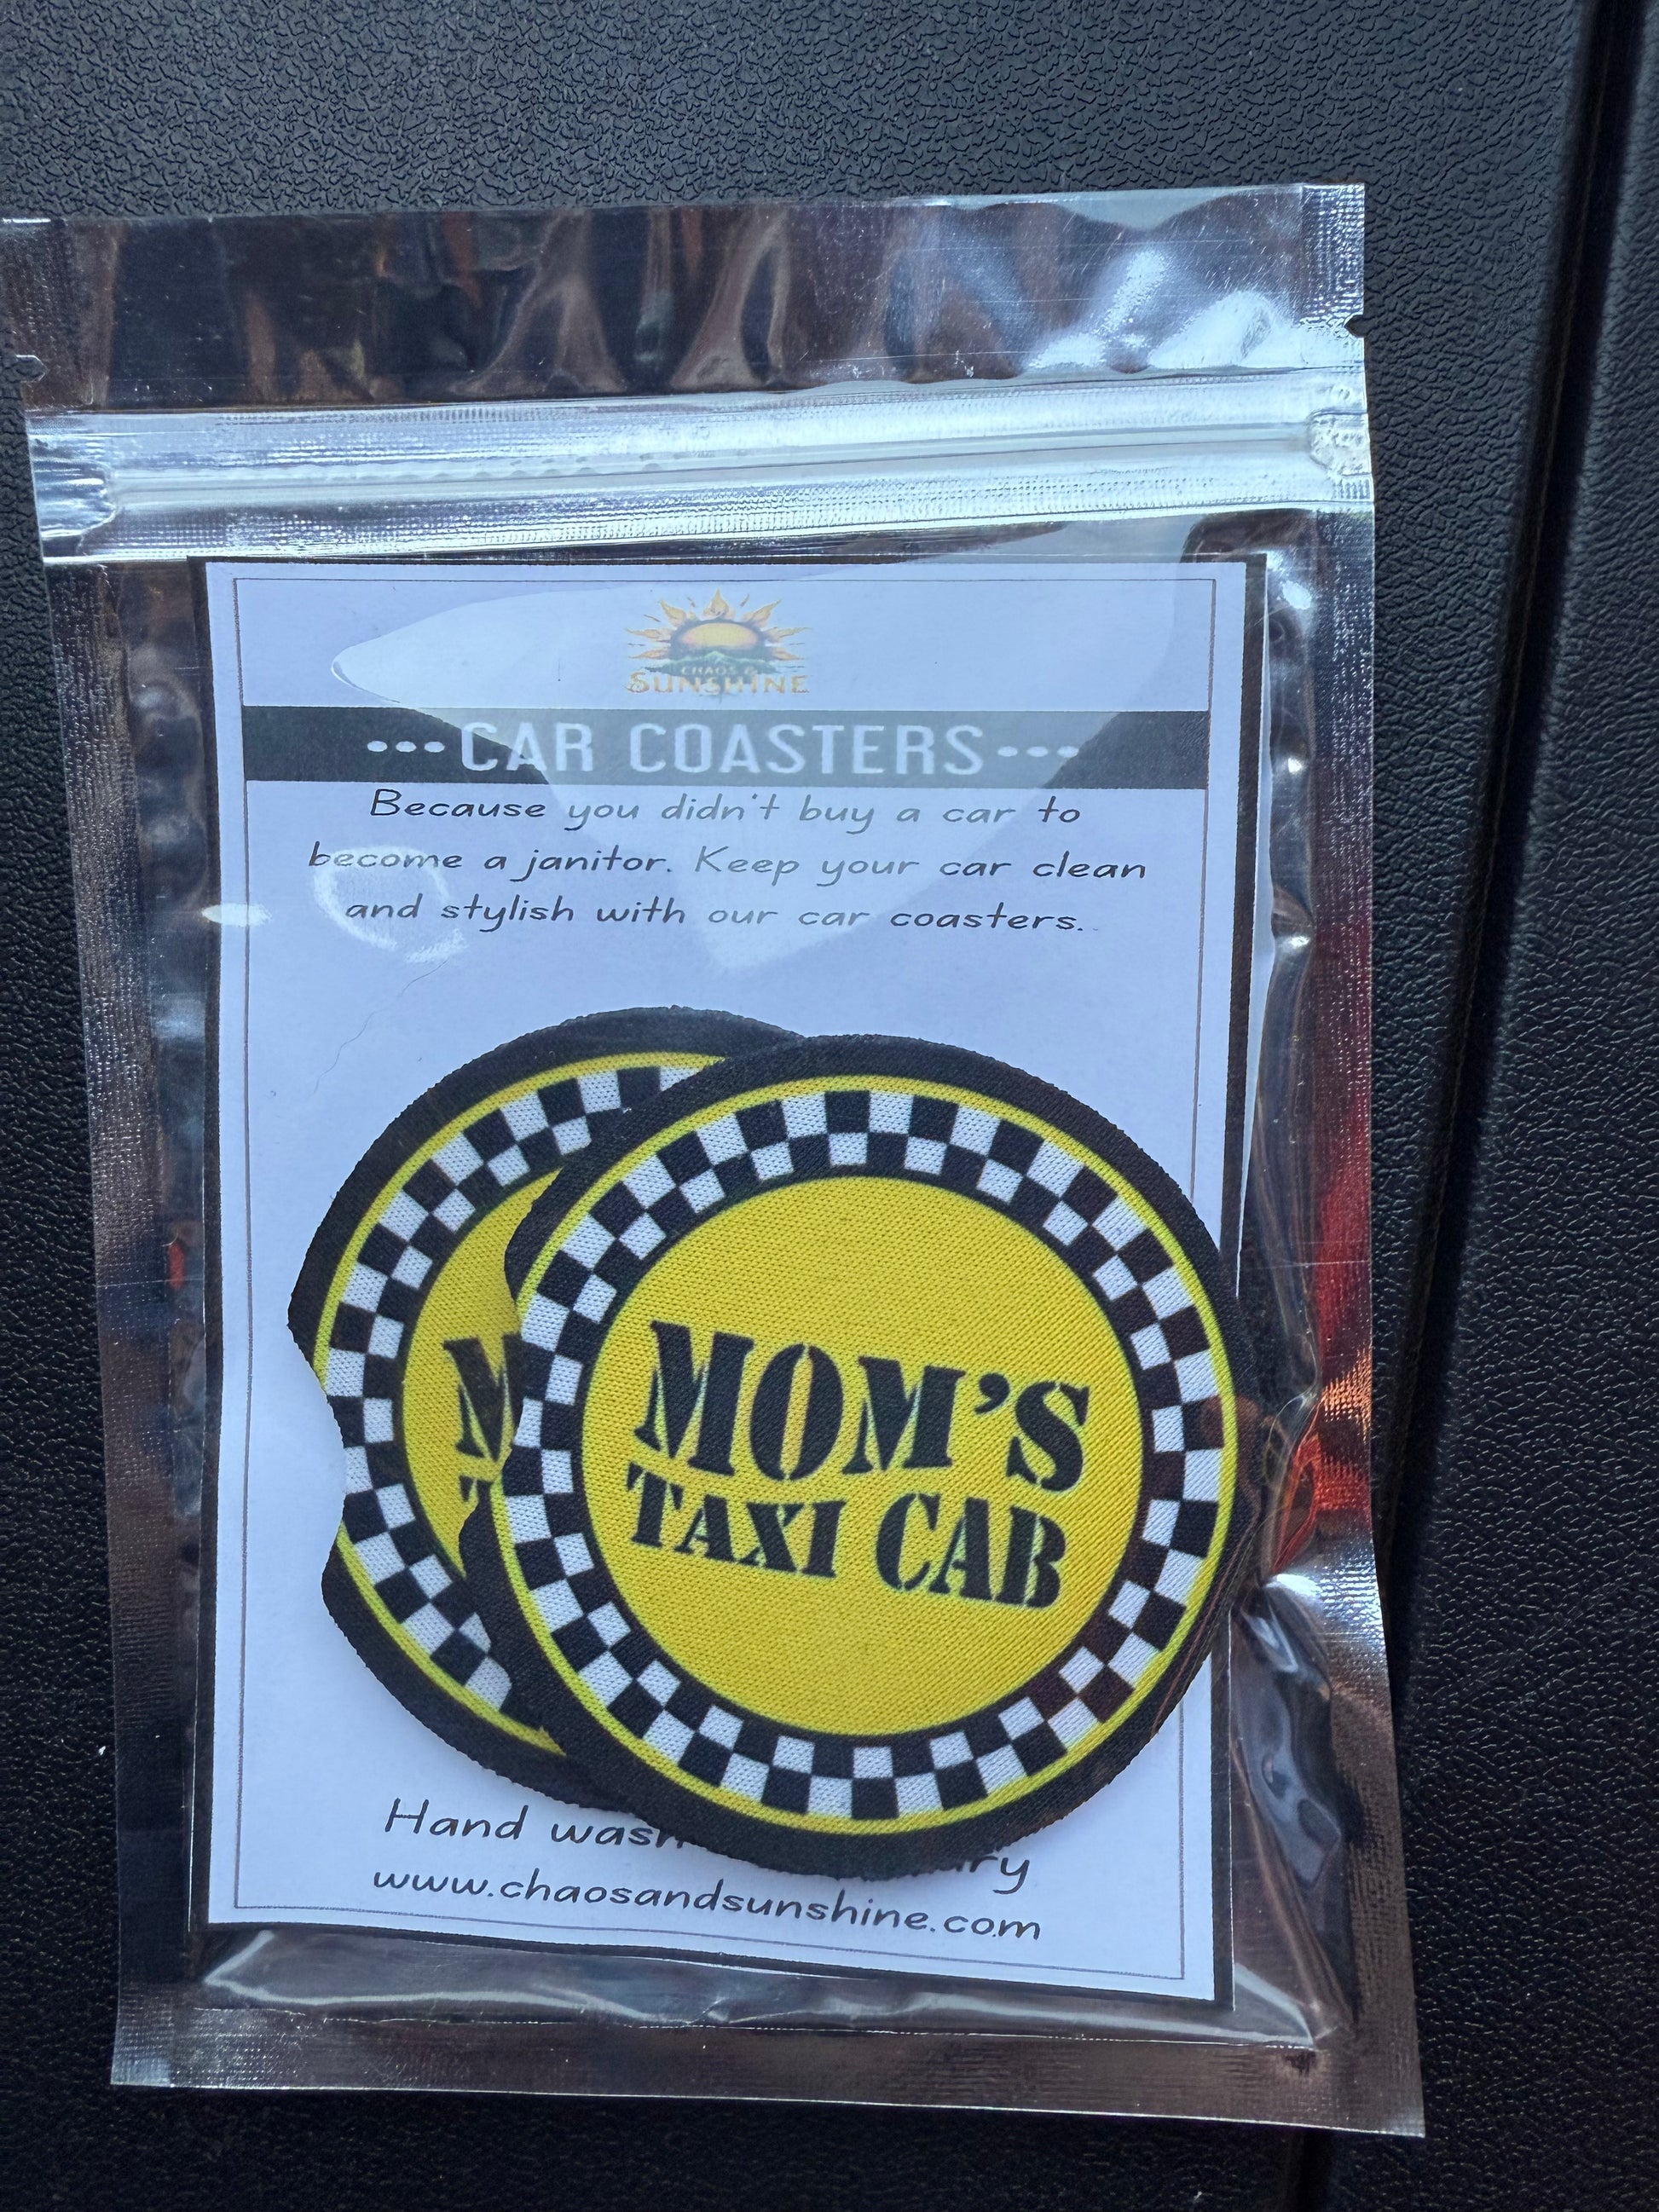 CHAOS &
SUNSHINE
•••CAR COASTERS•••
Because you didn't buy a car to
become a janitor. Keep your car clean
and stylish with our car coasters.
M
T
MOM'S
TAXI CAB
Hand wash dry
www.chaosandsunshine.com